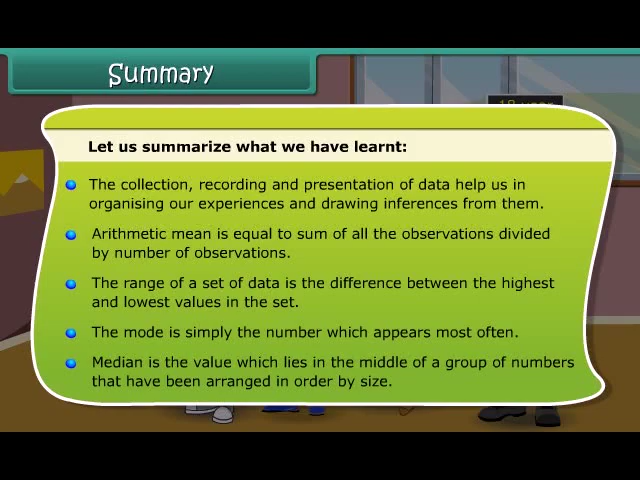 Summary
Let us summarize what we have learnt:
The collection, recording and presentation of data help us in
organising our experiences and drawing inferences from them.
Arithmetic mean is equal to sum of all the observations divided
by number of observations.
The range of a set of data is the difference between the highest
and lowest values in the set.
The mode is simply the number which appears most often.
Median is the value which lies in the middle of a group of numbers
that have been arranged in order by size.